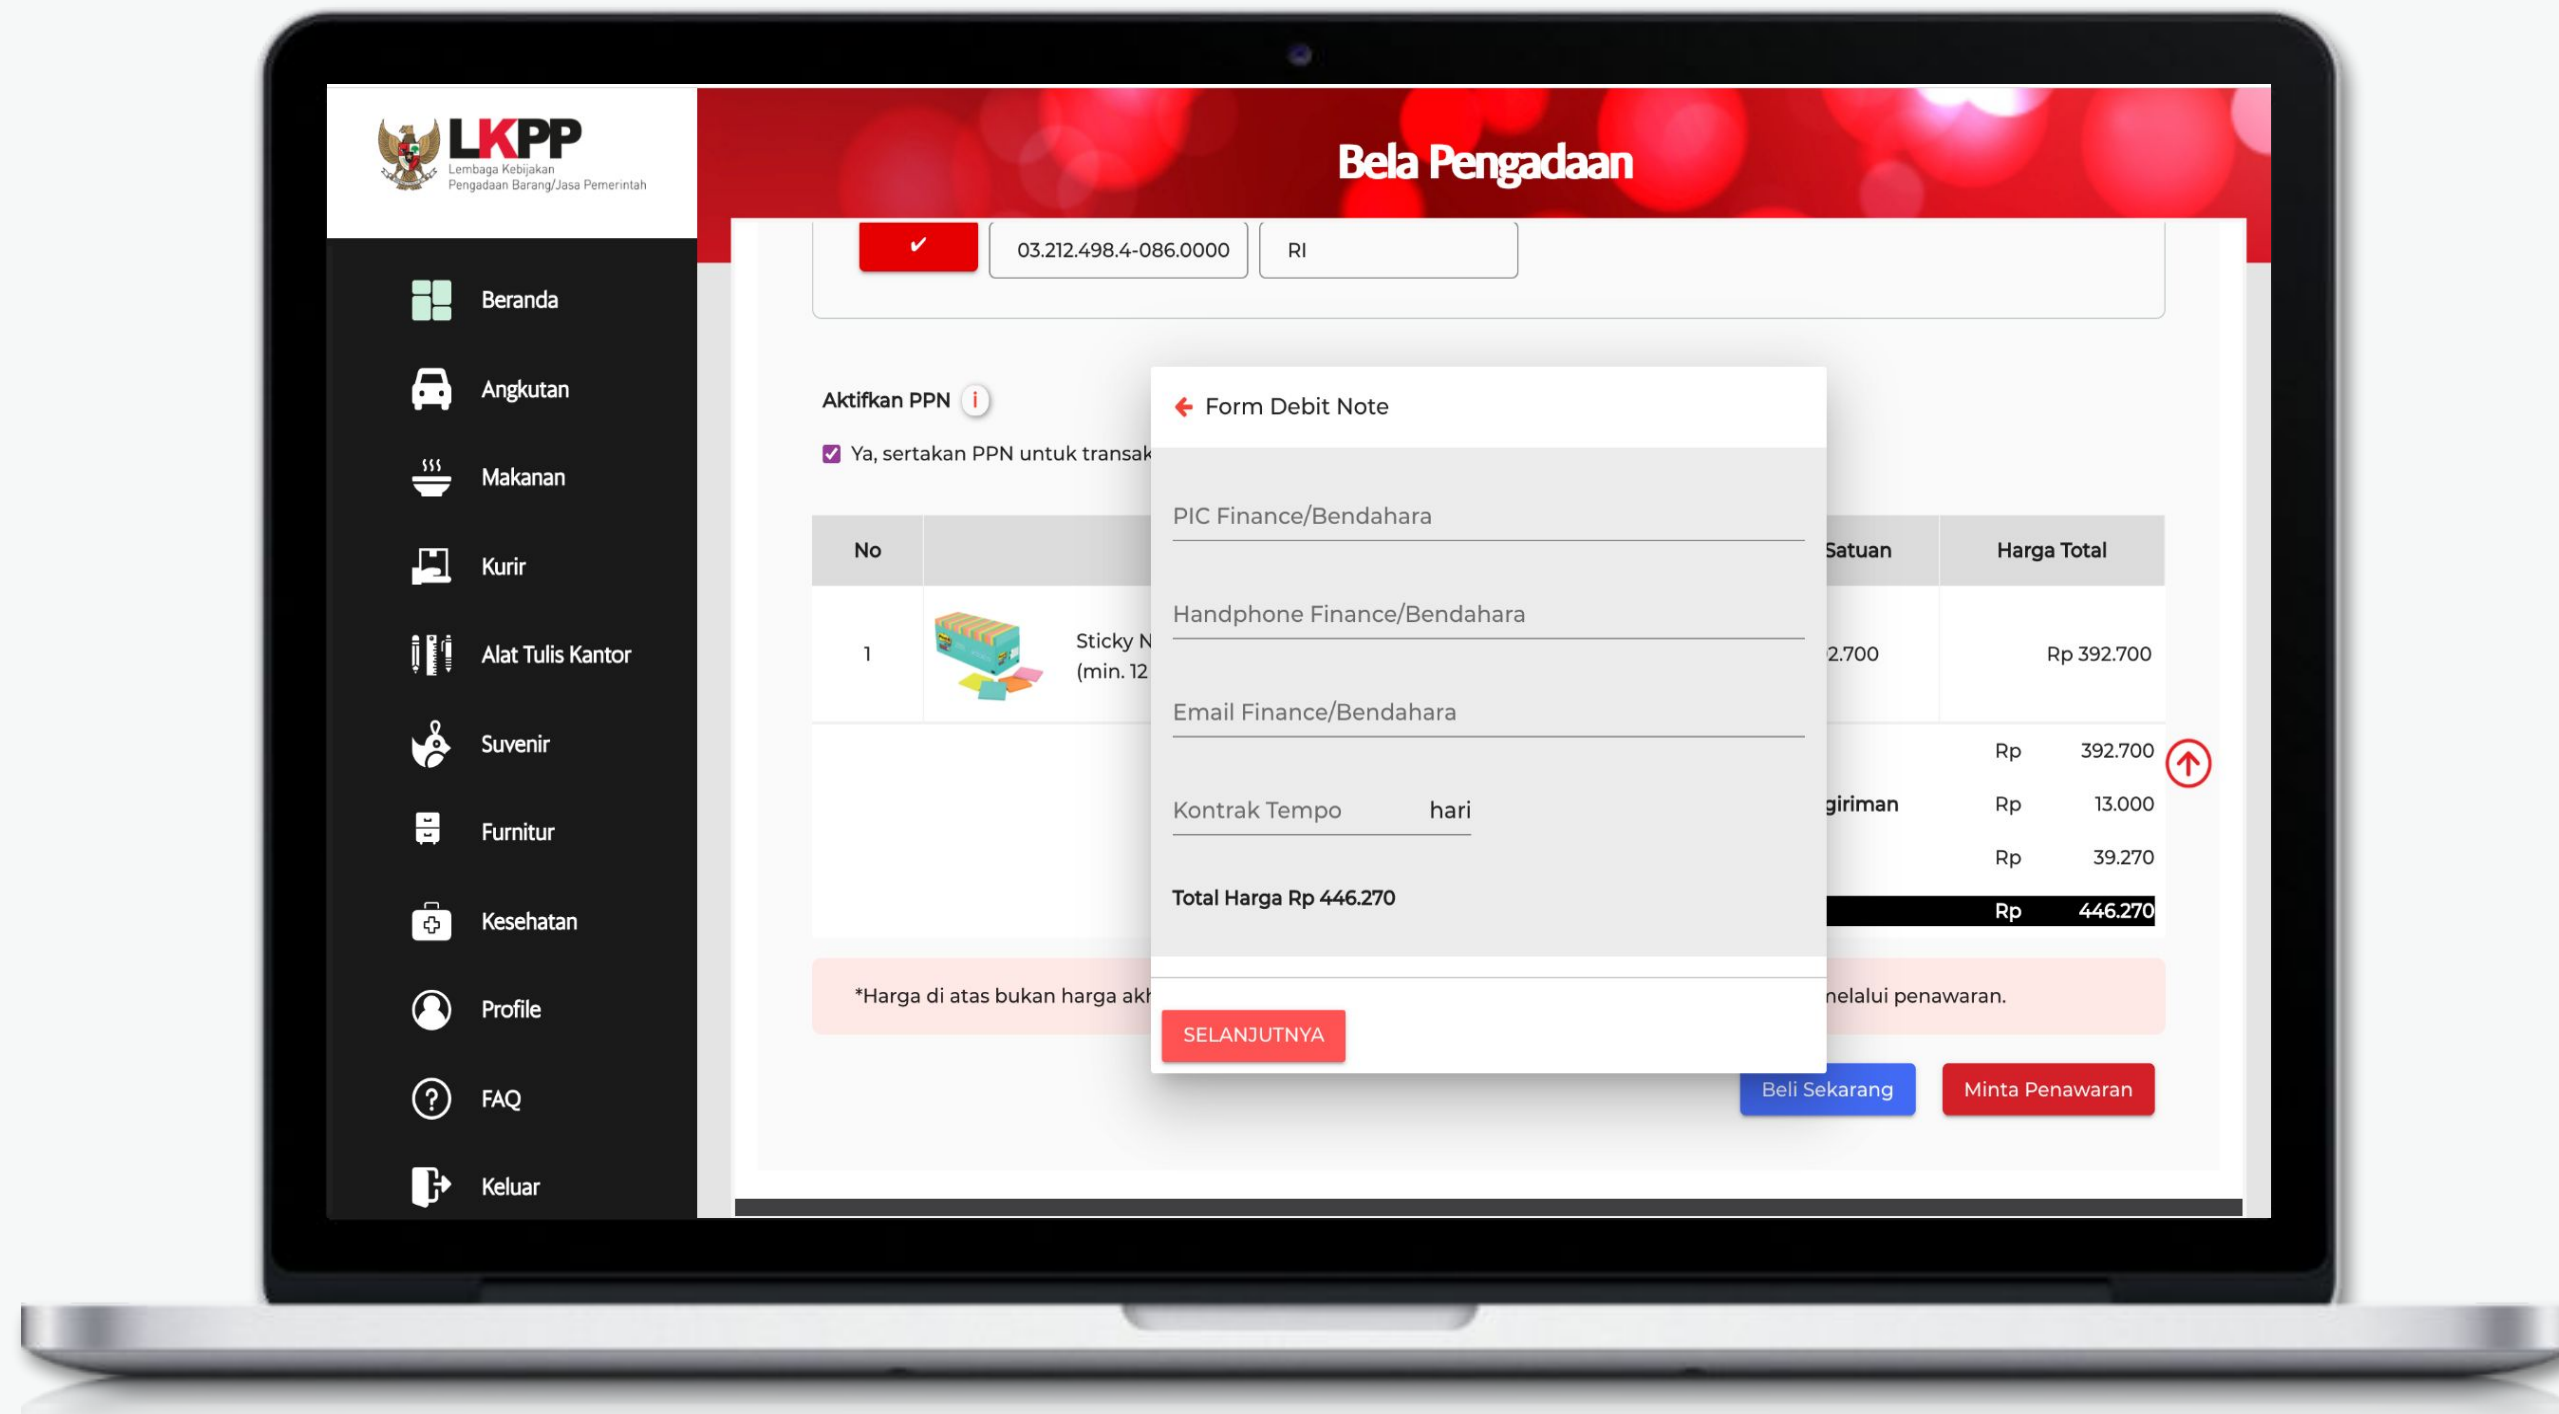 LKPP
Lembaga Kebijakan
Pengadaan Barang/Jasa Pemerintah
Bela Pengadaan
Beranda
Angkutan
Makanan
Kurir
Alat Tulis Kantor
Suvenir
Furnitur
Kesehatan
Profile
FAQ
Keluar
✔ 03.212.498.4-086.0000 RI
Aktifkan PPN i
Ya, sertakan PPN untuk transak
No Satuan Harga Total
1 Sticky N 2.700 Rp 392.700
(min. 12
Rp 392.700
giriman Rp 13.000
Rp 39.270
Rp 446.270
*Harga di atas bukan harga akh melalui penawaran.
Beli Sekarang Minta Penawaran
Form Debit Note
PIC Finance/Bendahara
Handphone Finance/Bendahara
Email Finance/Bendahara
Kontrak Tempo hari
Total Harga Rp 446.270
SELANJUTNYA